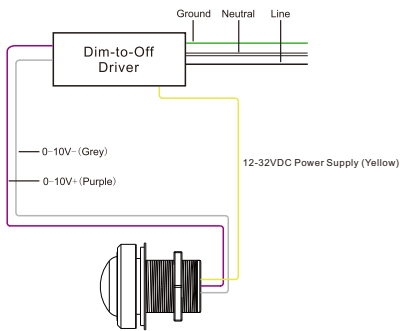 Ground
Neutral
Line
Dim-to-Off
Driver
0-10V-(Grey)
12-32VDC Power Supply (Yellow)
0-10V+(Purple)